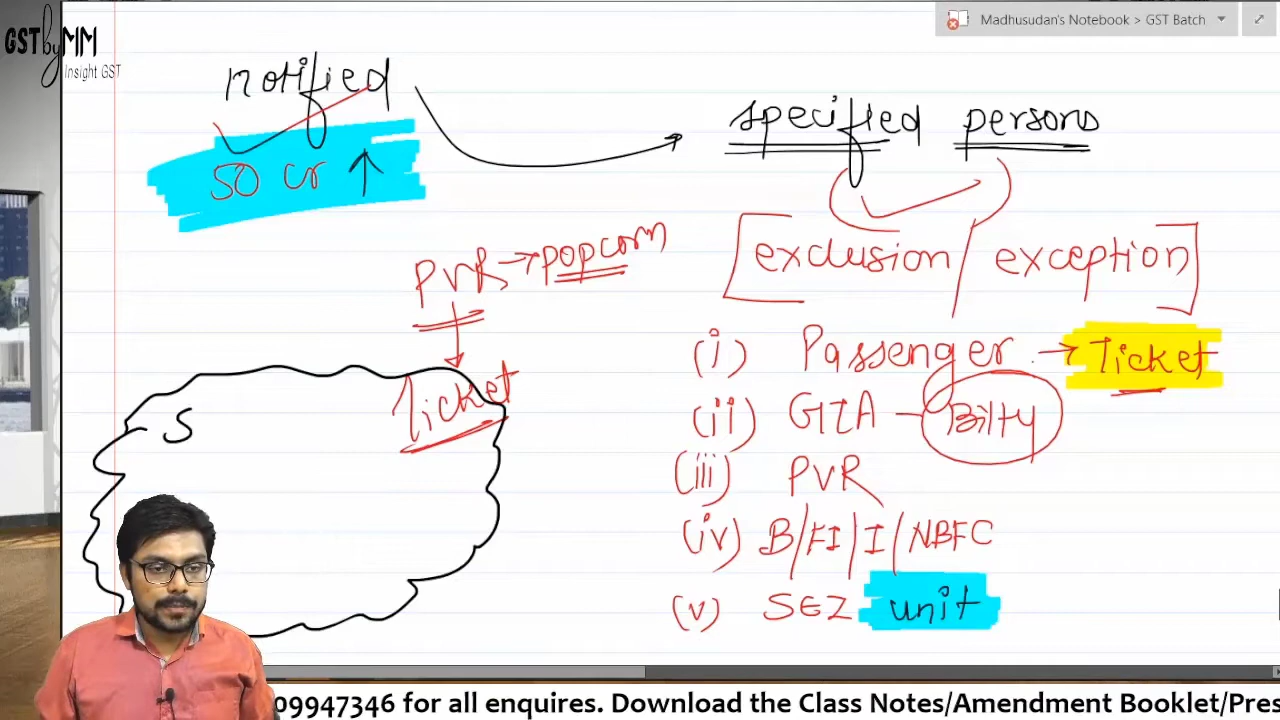 GST by MM
Insight GST
Madhusudan's Notebook > GST Batch
notified
50 cr ↑
specified persons
exclusion / exception
PVR → popcorn
Ticket
S
(i) Passenger → Ticket
(ii) GTA - Bilty
(iii) PVR
(iv) B/FI/I/NBFC
(v) SEZ unit
09947346 for all enquires. Download the Class Notes/Amendment Booklet/Pres